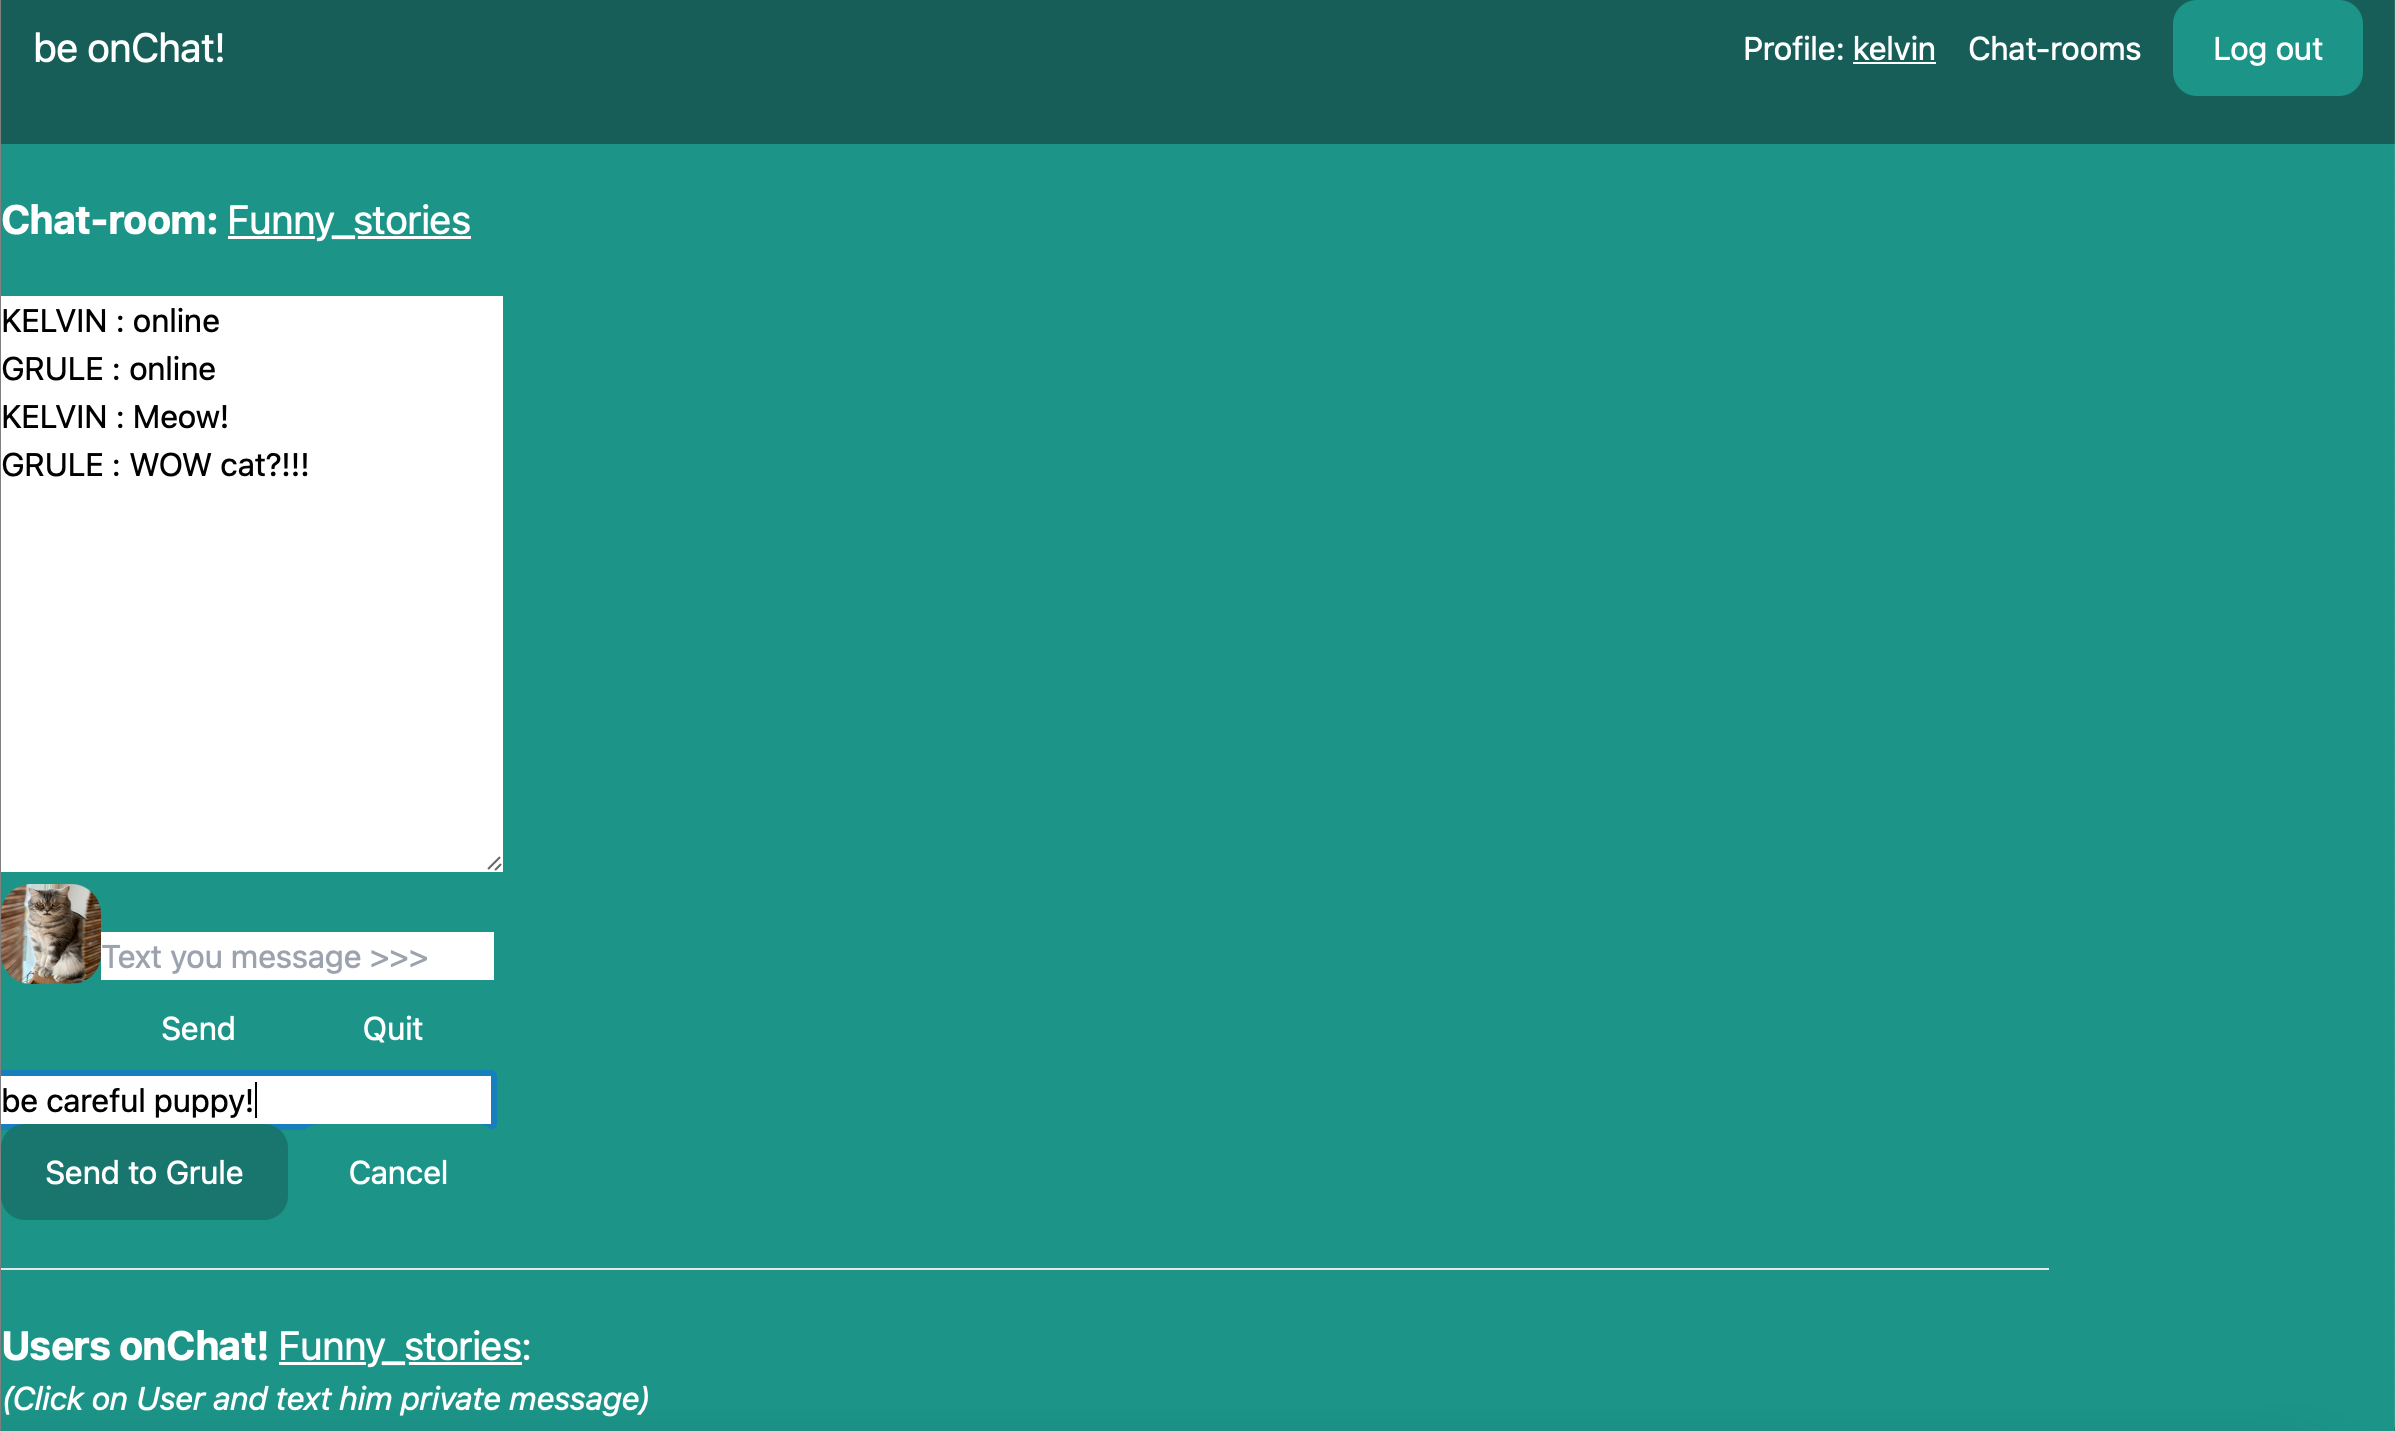 be onChat!
Profile: kelvin Chat-rooms Log out
Chat-room: Funny_stories
KELVIN : online
GRULE : online
KELVIN : Meow!
GRULE : WOW cat?!!!
Text you message >>>
Send Quit
be careful puppy!
Send to Grule Cancel
Users onChat! Funny_stories:
(Click on User and text him private message)